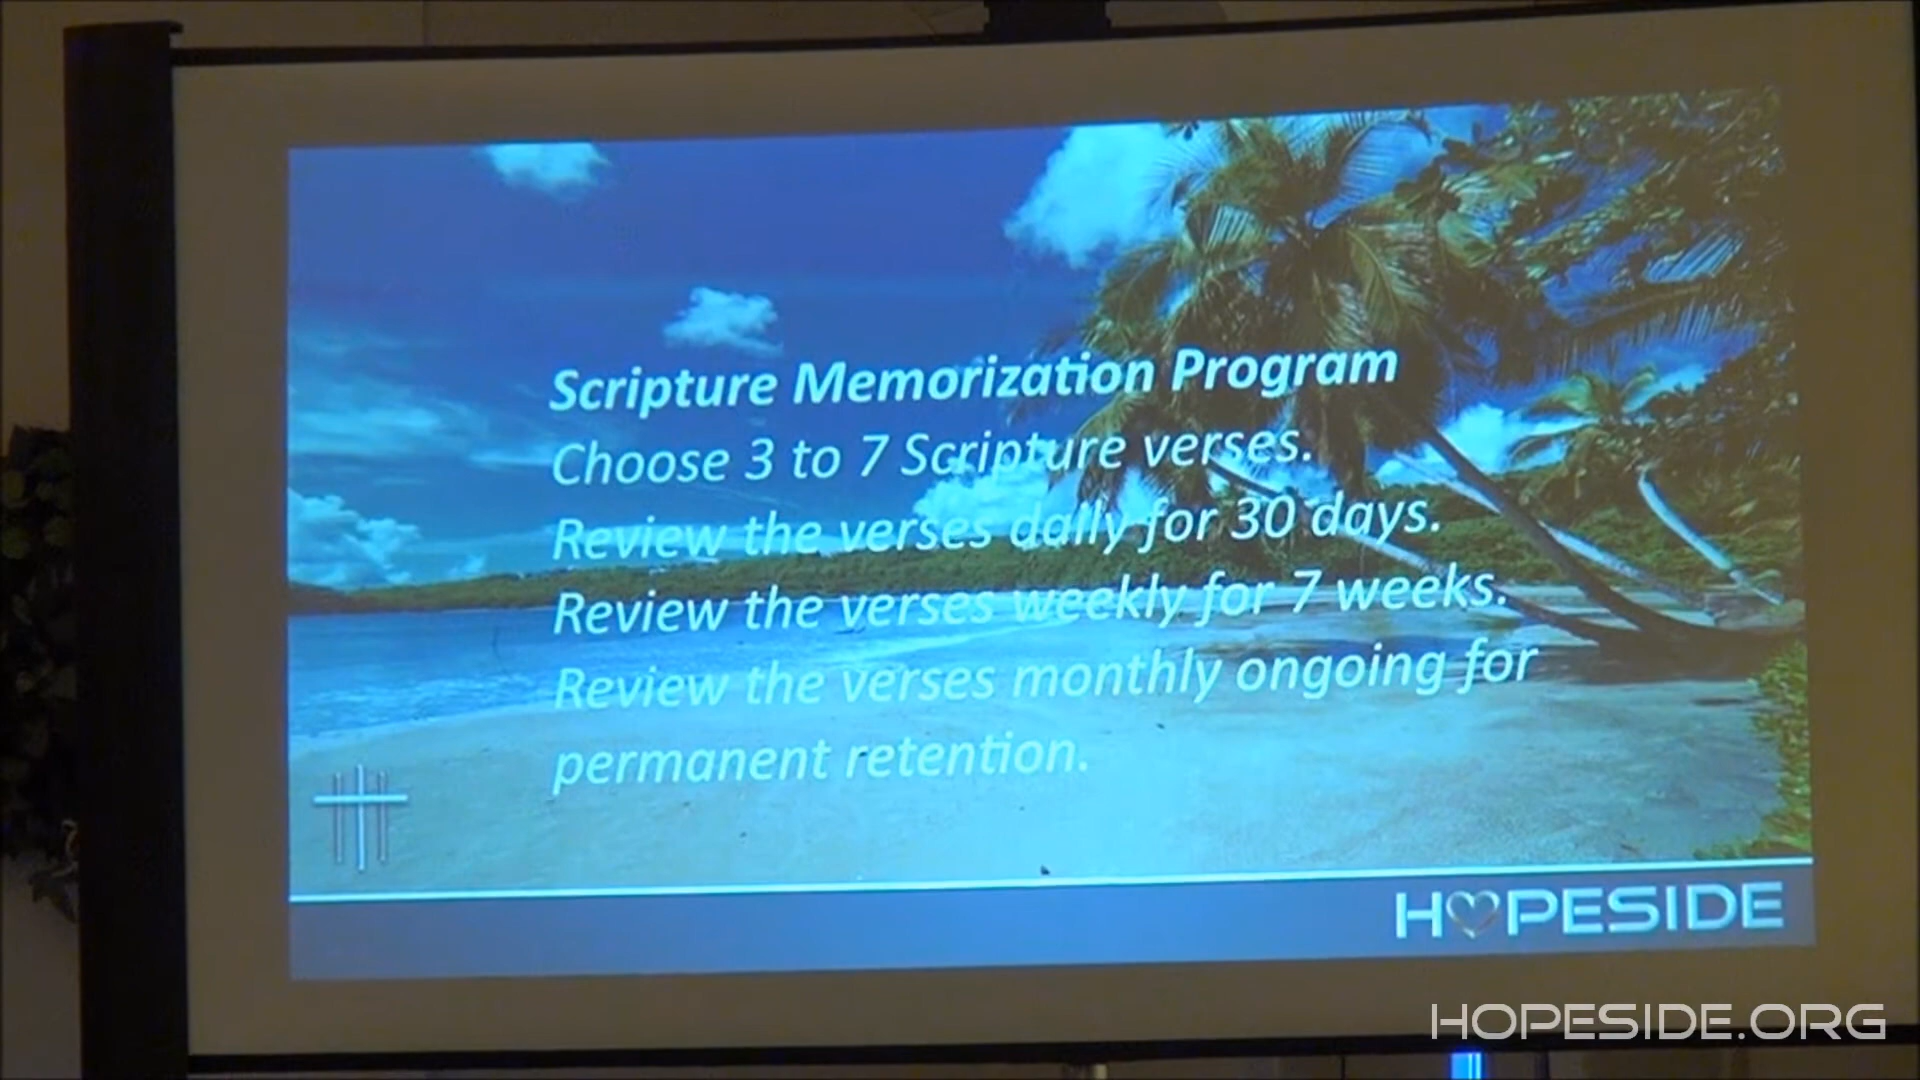 Scripture Memorization Program
Choose 3 to 7 Scripture verses.
Review the verses daily for 30 days.
Review the verses weekly for 7 weeks.
Review the verses monthly ongoing for
permanent retention.
HOPESIDE
HOPESIDE.ORG